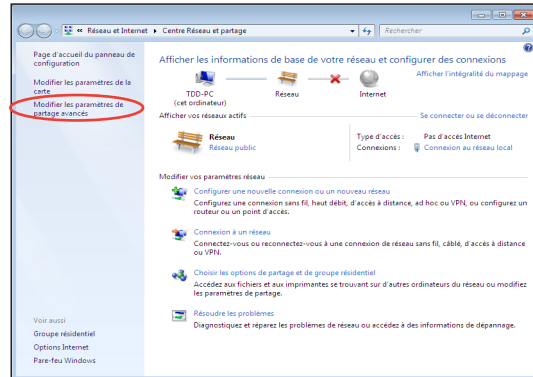 « Réseau et Internet ▸ Centre Réseau et partage
Rechercher
Page d'accueil du panneau de
configuration
Modifier les paramètres de la
carte
Modifier les paramètres de
partage avancés
Voir aussi
Groupe résidentiel
Options Internet
Pare-feu Windows
Afficher les informations de base de votre réseau et configurer des connexions
Afficher l'intégralité du mappage
TDD-PC
(cet ordinateur)
Réseau
Internet
Afficher vos réseaux actifs
Se connecter ou se déconnecter
Réseau
Réseau public
Type d'accès : Pas d'accès Internet
Connexions : Connexion au réseau local
Modifier vos paramètres réseau
Configurer une nouvelle connexion ou un nouveau réseau
Configurez une connexion sans fil, haut débit, d'accès à distance, ad hoc ou VPN, ou configurez un
routeur ou un point d'accès.
Connexion à un réseau
Connectez-vous ou reconnectez-vous à une connexion de réseau sans fil, câblé, d'accès à distance
ou VPN.
Choisir les options de partage et de groupe résidentiel
Accédez aux fichiers et aux imprimantes se trouvant sur d'autres ordinateurs du réseau ou modifiez
les paramètres de partage.
Résoudre les problèmes
Diagnostiquez et réparez les problèmes de réseau ou accédez à des informations de dépannage.